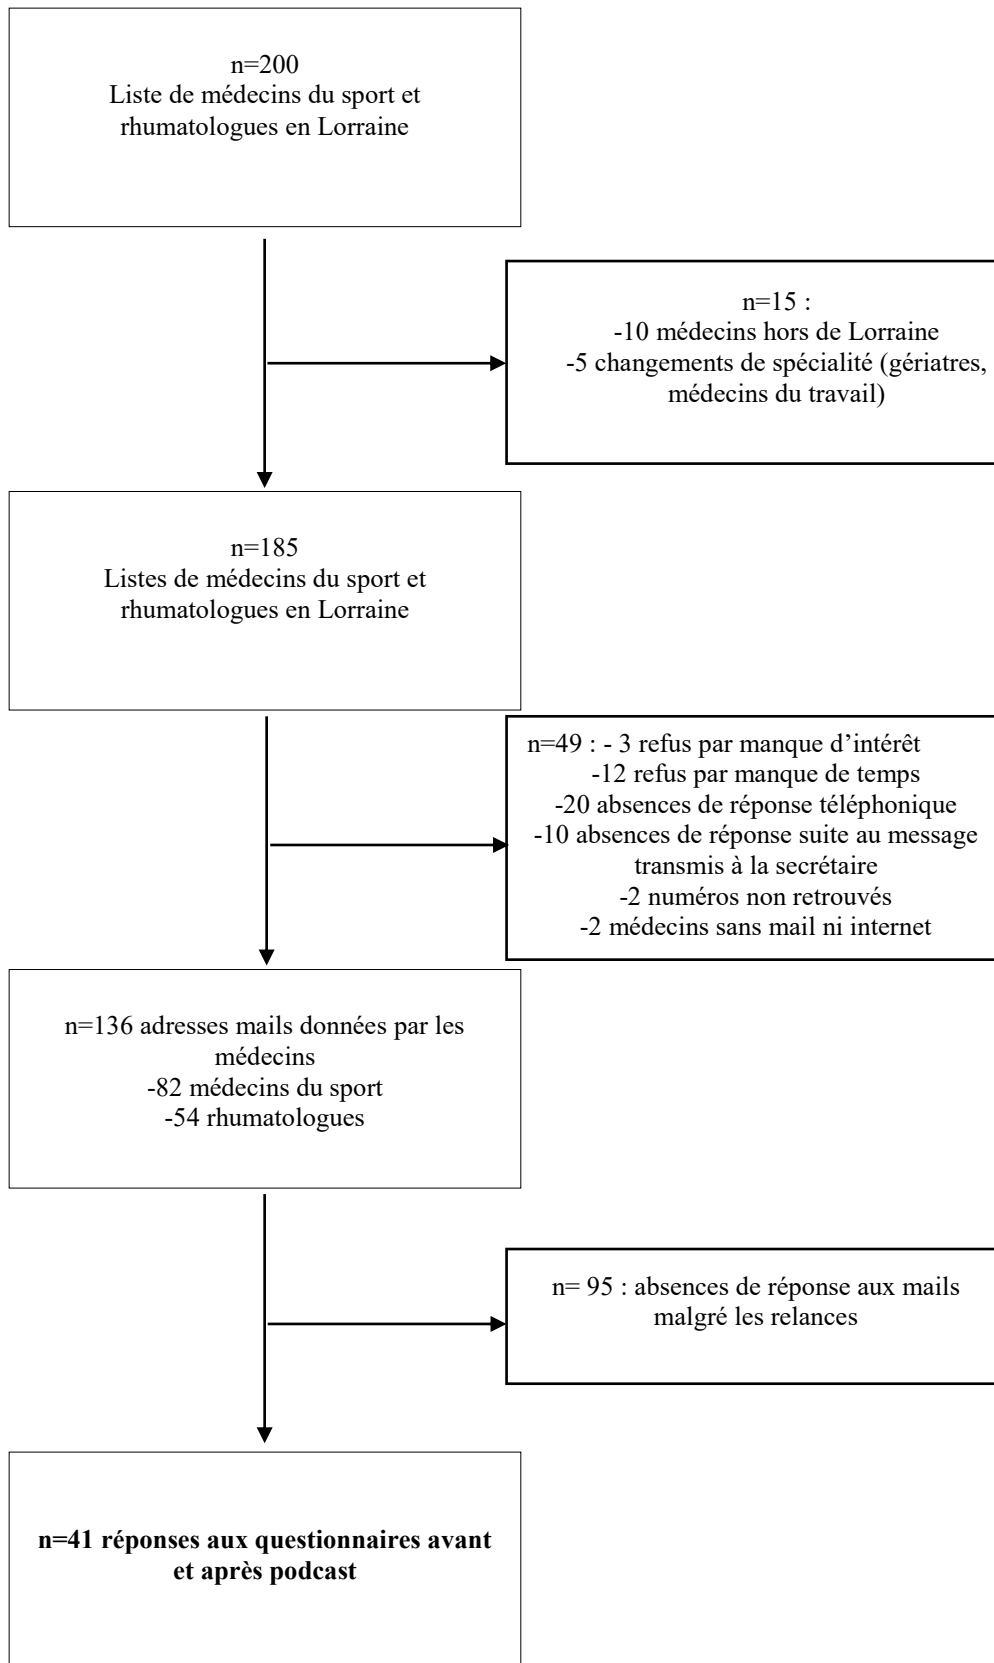 n=200
Liste de médecins du sport et
rhumatologues en Lorraine
n=15 :
-10 médecins hors de Lorraine
-5 changements de spécialité (gériatres,
médecins du travail)
n=185
Listes de médecins du sport et
rhumatologues en Lorraine
n=49 : - 3 refus par manque d’intérêt
-12 refus par manque de temps
-20 absences de réponse téléphonique
-10 absences de réponse suite au message
transmis à la secrétaire
-2 numéros non retrouvés
-2 médecins sans mail ni internet
n=136 adresses mails données par les
médecins
-82 médecins du sport
-54 rhumatologues
n= 95 : absences de réponse aux mails
malgré les relances
n=41 réponses aux questionnaires avant
et après podcast